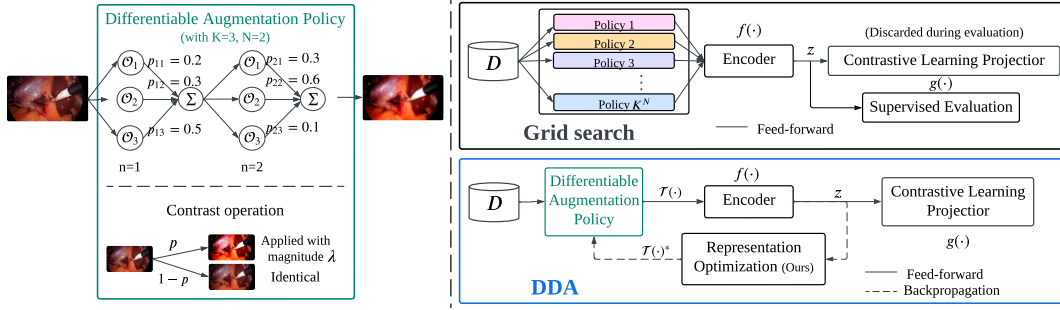 Differentiable Augmentation Policy
(with K=3, N=2)
𝒪1
p11 = 0.2
𝒪2
p12 = 0.3
𝒪3
p13 = 0.5
Σ
𝒪1
p21 = 0.3
𝒪2
p22 = 0.6
𝒪3
p23 = 0.1
Σ
n=1
n=2
Contrast operation
p
Applied with
magnitude λ
1 − p
Identical
D
Policy 1
Policy 2
Policy 3
⋮
Policy K^N
f(·)
Encoder
z
(Discarded during evaluation)
Contrastive Learning Projector
g(·)
Supervised Evaluation
Grid search
Feed-forward
D
Differentiable
Augmentation
Policy
𝒯(·)
f(·)
Encoder
z
Contrastive Learning
Projector
g(·)
𝒯(·)*
Representation
Optimization (Ours)
DDA
Feed-forward
Backpropagation